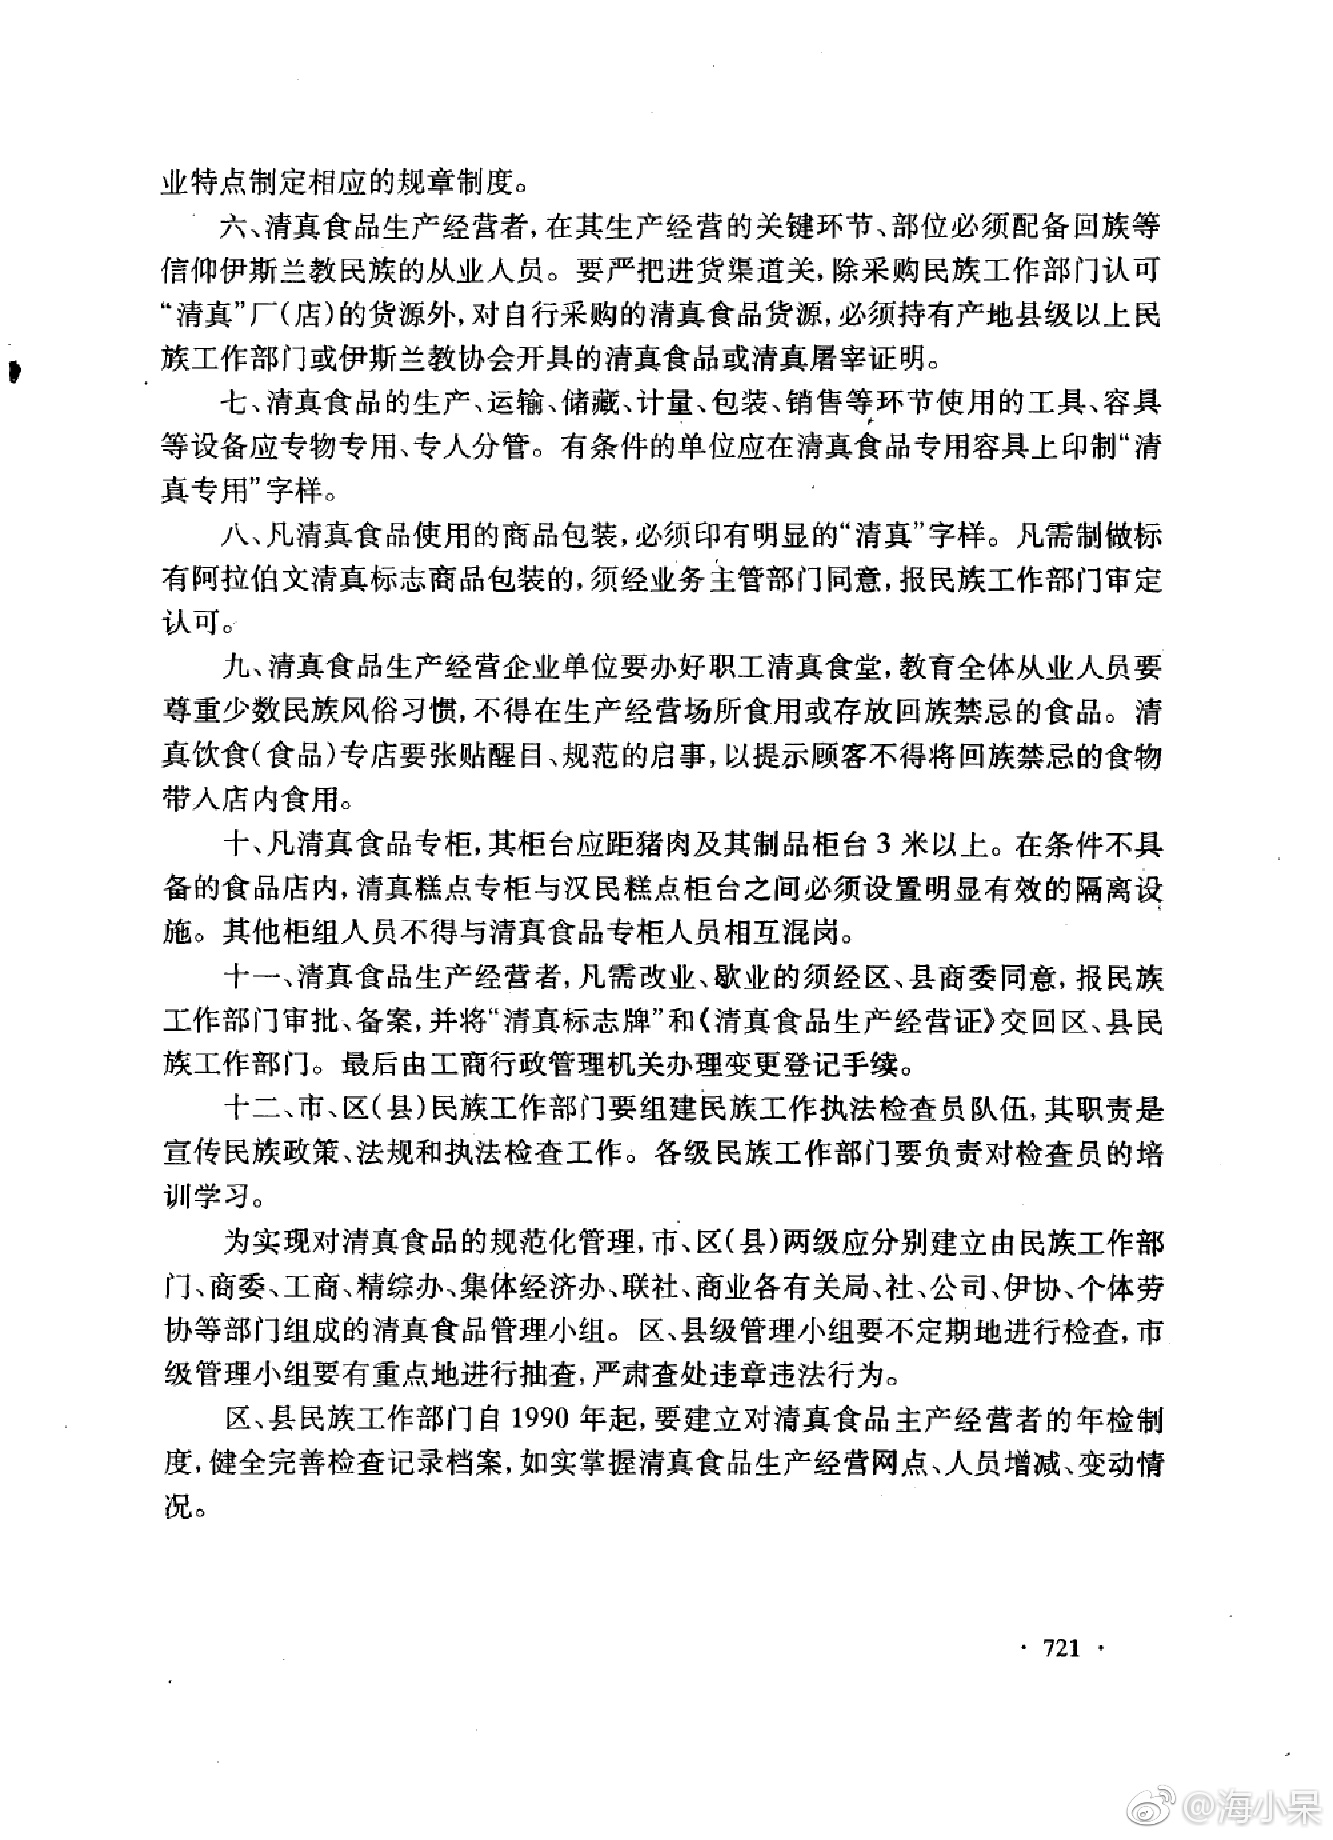 业特点制定相应的规章制度。
六、清真食品生产经营者，在其生产经营的关键环节、部位必须配备回族等
信仰伊斯兰教民族的从业人员。要严把进货渠道关，除采购民族工作部门认可
“清真”厂（店）的货源外，对自行采购的清真食品货源，必须持有产地县级以上民
族工作部门或伊斯兰教协会开具的清真食品或清真屠宰证明。
七、清真食品的生产、运输、储藏、计量、包装、销售等环节使用的工具、容具
等设备应专物专用、专人分管。有条件的单位应在清真食品专用容具上印制“清
真专用”字样。
八、凡清真食品使用的商品包装，必须印有明显的“清真”字样。凡需制做标
有阿拉伯文清真标志商品包装的，须经业务主管部门同意，报民族工作部门审定
认可。
九、清真食品生产经营企业单位要办好职工清真食堂，教育全体从业人员要
尊重少数民族风俗习惯，不得在生产经营场所食用或存放回族禁忌的食品。清
真饮食（食品）专店要张贴醒目、规范的启事，以提示顾客不得将回族禁忌的食物
带入店内食用。
十、凡清真食品专柜，其柜台应距猪肉及其制品柜台3米以上。在条件不具
备的食品店内，清真糕点专柜与汉民糕点柜台之间必须设置明显有效的隔离设
施。其他柜组人员不得与清真食品专柜人员相互混岗。
十一、清真食品生产经营者，凡需改业、歇业的须经区、县商委同意，报民族
工作部门审批、备案，并将“清真标志牌”和《清真食品生产经营证》交回区、县民
族工作部门。最后由工商行政管理机关办理变更登记手续。
十二、市、区（县）民族工作部门要组建民族工作执法检查员队伍，其职责是
宣传民族政策、法规和执法检查工作。各级民族工作部门要负责对检查员的培
训学习。
为实现对清真食品的规范化管理，市、区（县）两级应分别建立由民族工作部
门、商委、工商、精综办、集体经济办、联社、商业各有关局、社、公司、伊协、个体劳
协等部门组成的清真食品管理小组。区、县级管理小组要不定期地进行检查，市
级管理小组要有重点地进行抽查，严肃查处违章违法行为。
区、县民族工作部门自1990年起，要建立对清真食品主产经营者的年检制
度，健全完善检查记录档案，如实掌握清真食品生产经营网点、人员增减、变动情
况。
· 721 ·
@海小呆